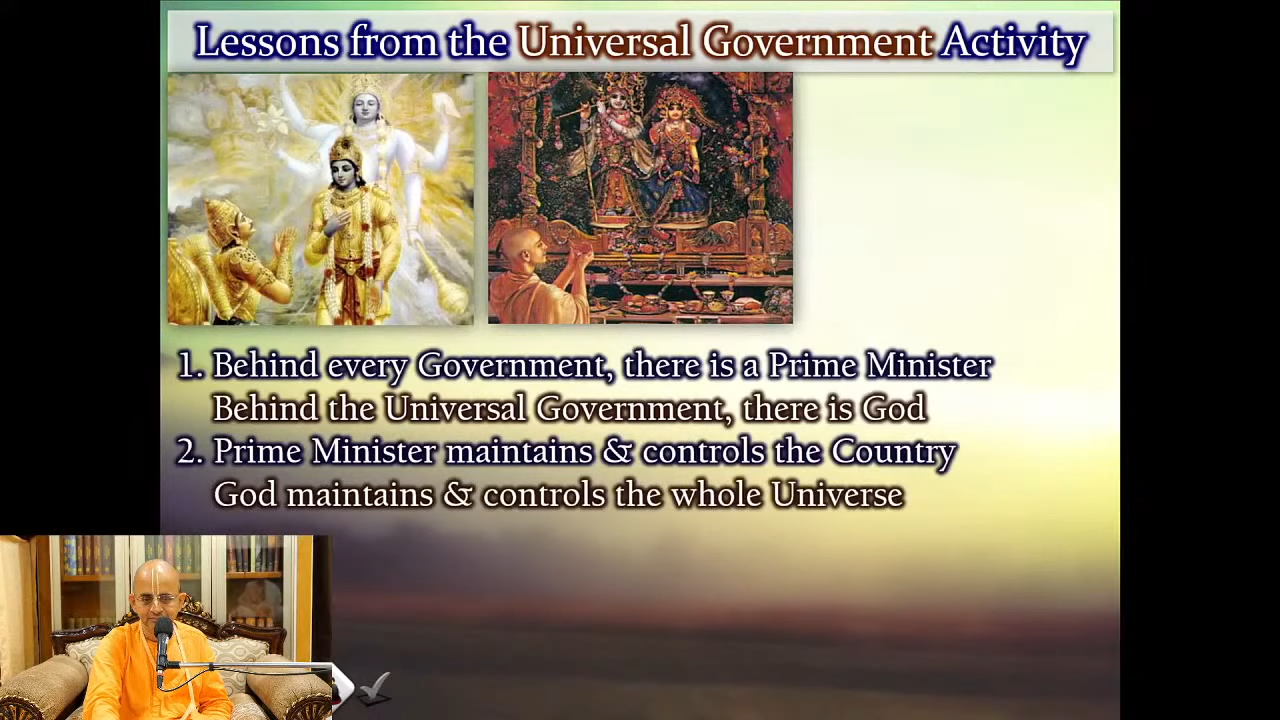 Lessons from the Universal Government Activity
1. Behind every Government, there is a Prime Minister
Behind the Universal Government, there is God
2. Prime Minister maintains & controls the Country
God maintains & controls the whole Universe